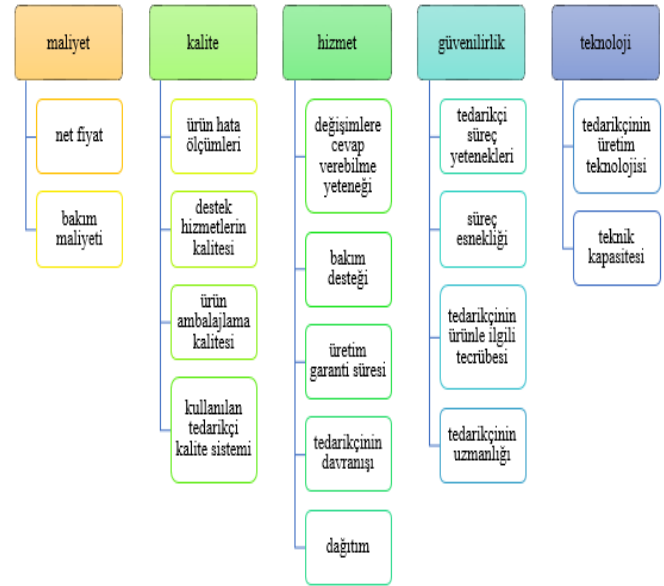 maliyet
net fiyat
bakım
maliyeti
kalite
ürün hata
ölçümleri
destek
hizmetlerin
kalitesi
ürün
ambalajlama
kalitesi
kullanılan
tedarikçi
kalite sistemi
hizmet
değişimlere
cevap
verebilme
yeteneği
bakım
desteği
üretim
garanti süresi
tedarikçinin
davranışı
dağıtım
güvenilirlik
tedarikçi
süreç
yetenekleri
süreç
esnekliği
tedarikçinin
ürünle ilgili
tecrübesi
tedarikçinin
uzmanlığı
teknoloji
tedarikçinin
üretim
teknolojisi
teknik
kapasitesi